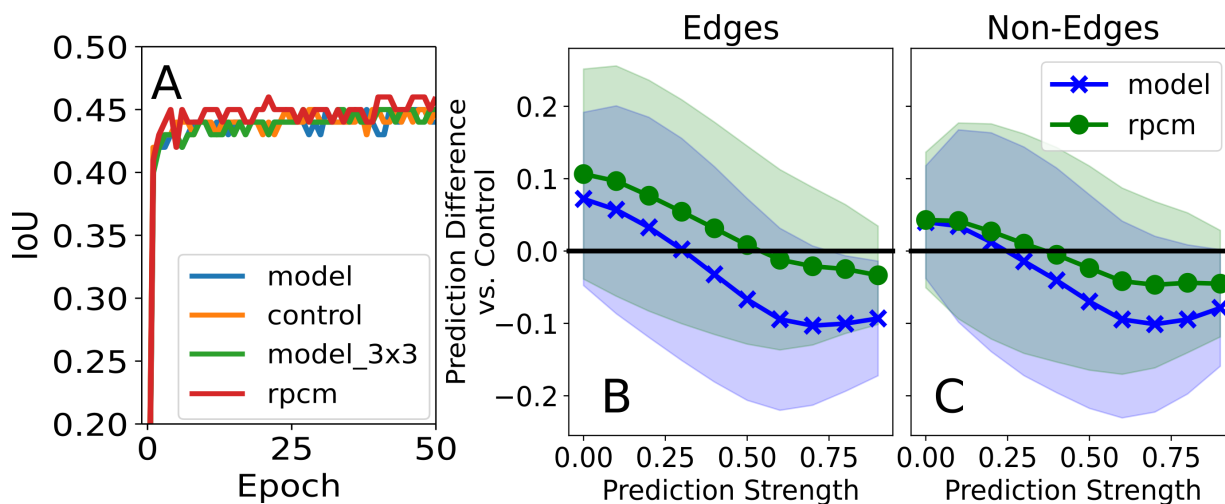 A
IoU
0.50
0.45
0.40
0.35
0.30
0.25
0.20
model
control
model_3x3
rpcm
0
25
50
Epoch
Edges
Prediction Difference
vs. Control
0.2
0.1
0.0
−0.1
−0.2
B
0.00
0.25
0.50
0.75
Prediction Strength
Non-Edges
model
rpcm
C
0.00
0.25
0.50
0.75
Prediction Strength